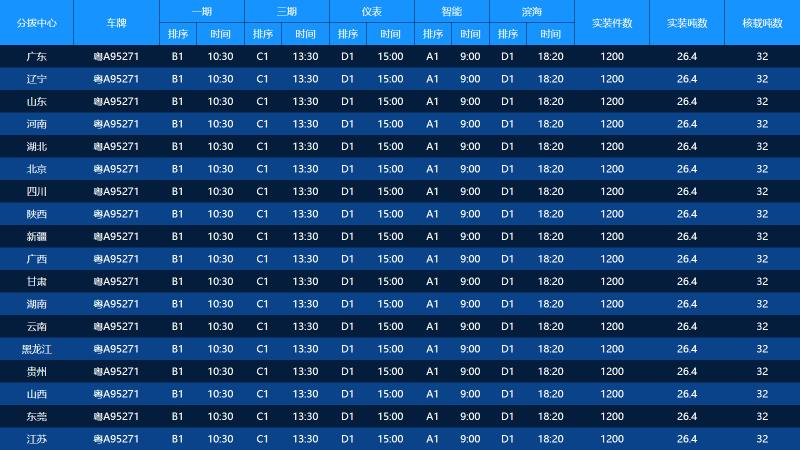 分拨中心 车牌 一期 三期 仪表 智能 滨海 实装件数 实装吨数 核载吨数
排序 时间 排序 时间 排序 时间 排序 时间 排序 时间
广东 粤A95271 B1 10:30 C1 13:30 D1 15:00 A1 9:00 D1 18:20 1200 26.4 32
辽宁 粤A95271 B1 10:30 C1 13:30 D1 15:00 A1 9:00 D1 18:20 1200 26.4 32
山东 粤A95271 B1 10:30 C1 13:30 D1 15:00 A1 9:00 D1 18:20 1200 26.4 32
河南 粤A95271 B1 10:30 C1 13:30 D1 15:00 A1 9:00 D1 18:20 1200 26.4 32
湖北 粤A95271 B1 10:30 C1 13:30 D1 15:00 A1 9:00 D1 18:20 1200 26.4 32
北京 粤A95271 B1 10:30 C1 13:30 D1 15:00 A1 9:00 D1 18:20 1200 26.4 32
四川 粤A95271 B1 10:30 C1 13:30 D1 15:00 A1 9:00 D1 18:20 1200 26.4 32
陕西 粤A95271 B1 10:30 C1 13:30 D1 15:00 A1 9:00 D1 18:20 1200 26.4 32
新疆 粤A95271 B1 10:30 C1 13:30 D1 15:00 A1 9:00 D1 18:20 1200 26.4 32
广西 粤A95271 B1 10:30 C1 13:30 D1 15:00 A1 9:00 D1 18:20 1200 26.4 32
甘肃 粤A95271 B1 10:30 C1 13:30 D1 15:00 A1 9:00 D1 18:20 1200 26.4 32
湖南 粤A95271 B1 10:30 C1 13:30 D1 15:00 A1 9:00 D1 18:20 1200 26.4 32
云南 粤A95271 B1 10:30 C1 13:30 D1 15:00 A1 9:00 D1 18:20 1200 26.4 32
黑龙江 粤A95271 B1 10:30 C1 13:30 D1 15:00 A1 9:00 D1 18:20 1200 26.4 32
贵州 粤A95271 B1 10:30 C1 13:30 D1 15:00 A1 9:00 D1 18:20 1200 26.4 32
山西 粤A95271 B1 10:30 C1 13:30 D1 15:00 A1 9:00 D1 18:20 1200 26.4 32
东莞 粤A95271 B1 10:30 C1 13:30 D1 15:00 A1 9:00 D1 18:20 1200 26.4 32
江苏 粤A95271 B1 10:30 C1 13:30 D1 15:00 A1 9:00 D1 18:20 1200 26.4 32